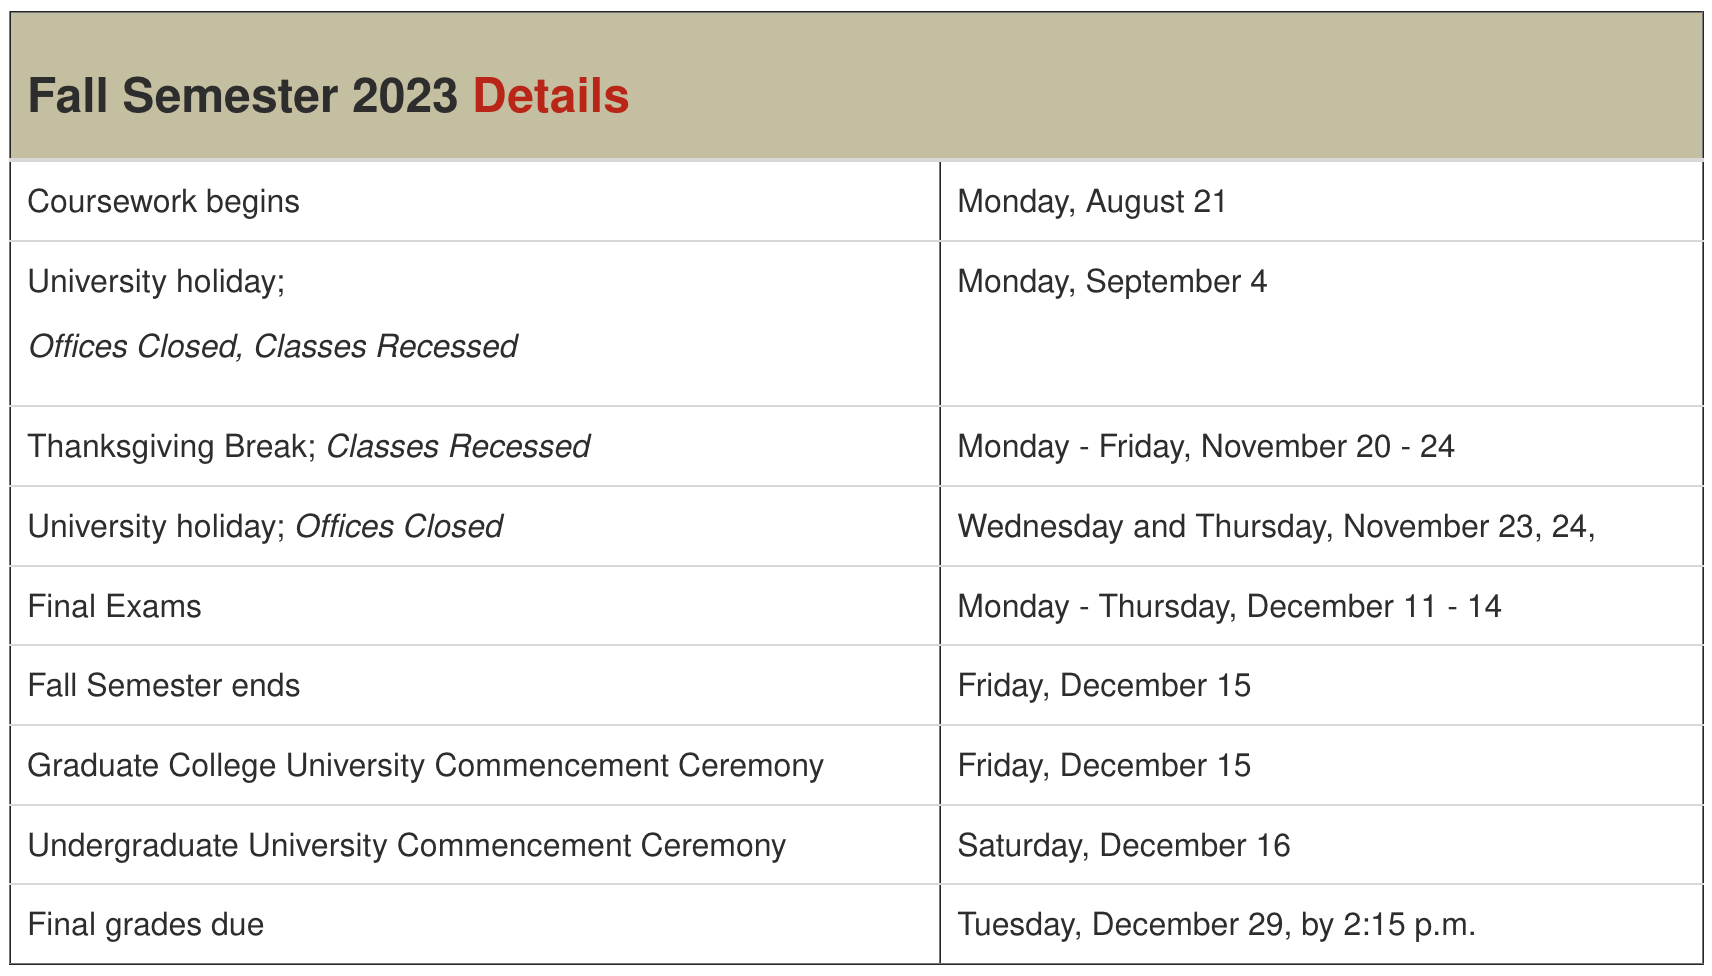 Fall Semester 2023 Details
Coursework begins Monday, August 21
University holiday; Monday, September 4
Offices Closed, Classes Recessed
Thanksgiving Break; Classes Recessed Monday - Friday, November 20 - 24
University holiday; Offices Closed Wednesday and Thursday, November 23, 24,
Final Exams Monday - Thursday, December 11 - 14
Fall Semester ends Friday, December 15
Graduate College University Commencement Ceremony Friday, December 15
Undergraduate University Commencement Ceremony Saturday, December 16
Final grades due Tuesday, December 29, by 2:15 p.m.